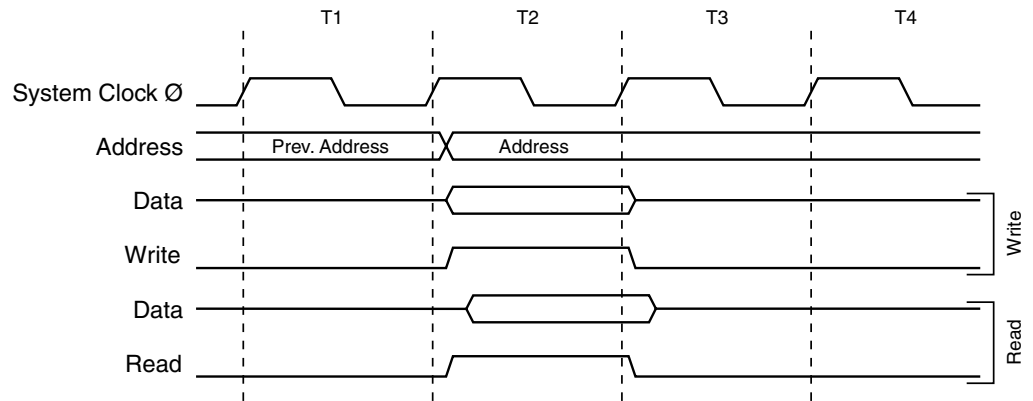 T1 T2 T3 T4
System Clock Ø
Address Prev. Address Address
Data
Write
Write
Data
Read
Read